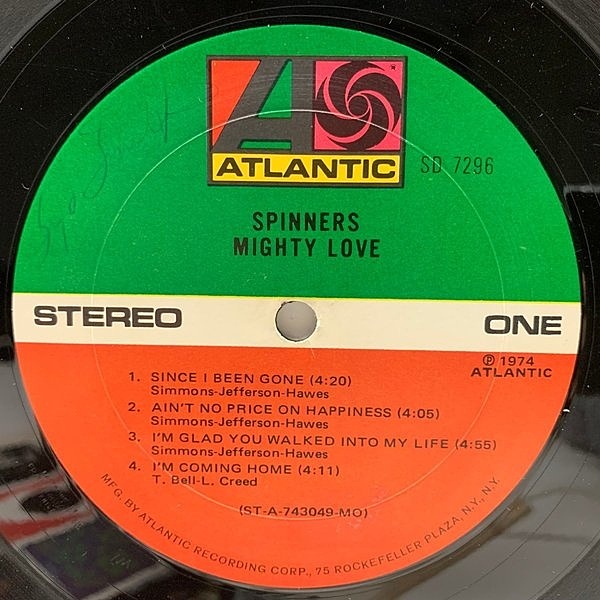 ATLANTIC
SD 7296
SPINNERS
MIGHTY LOVE
STEREO
ONE
℗ 1974
ATLANTIC
1. SINCE I BEEN GONE (4:20)
Simmons-Jefferson-Hawes
2. AIN'T NO PRICE ON HAPPINESS (4:05)
Simmons-Jefferson-Hawes
3. I'M GLAD YOU WALKED INTO MY LIFE (4:55)
Simmons-Jefferson-Hawes
4. I'M COMING HOME (4:11)
T. Bell-L. Creed
(ST-A-743049-MO)
MFG. BY ATLANTIC RECORDING CORP., 75 ROCKEFELLER PLAZA, N.Y., N.Y.